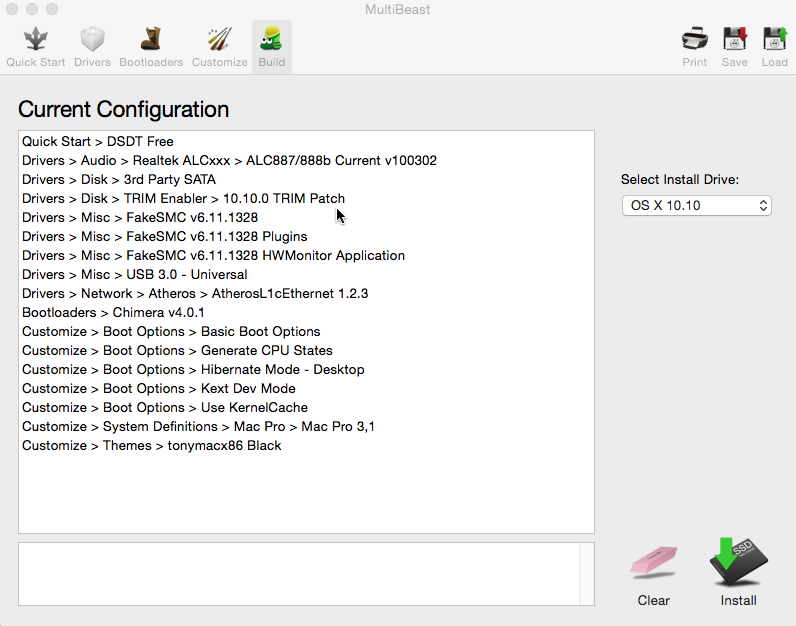 MultiBeast
Quick Start Drivers Bootloaders Customize Build Print Save Load
Current Configuration
Quick Start > DSDT Free
Drivers > Audio > Realtek ALCxxx > ALC887/888b Current v100302
Drivers > Disk > 3rd Party SATA
Drivers > Disk > TRIM Enabler > 10.10.0 TRIM Patch
Drivers > Misc > FakeSMC v6.11.1328
Drivers > Misc > FakeSMC v6.11.1328 Plugins
Drivers > Misc > FakeSMC v6.11.1328 HWMonitor Application
Drivers > Misc > USB 3.0 - Universal
Drivers > Network > Atheros > AtherosL1cEthernet 1.2.3
Bootloaders > Chimera v4.0.1
Customize > Boot Options > Basic Boot Options
Customize > Boot Options > Generate CPU States
Customize > Boot Options > Hibernate Mode - Desktop
Customize > Boot Options > Kext Dev Mode
Customize > Boot Options > Use KernelCache
Customize > System Definitions > Mac Pro > Mac Pro 3,1
Customize > Themes > tonymacx86 Black
Select Install Drive:
OS X 10.10
SSD
Clear Install